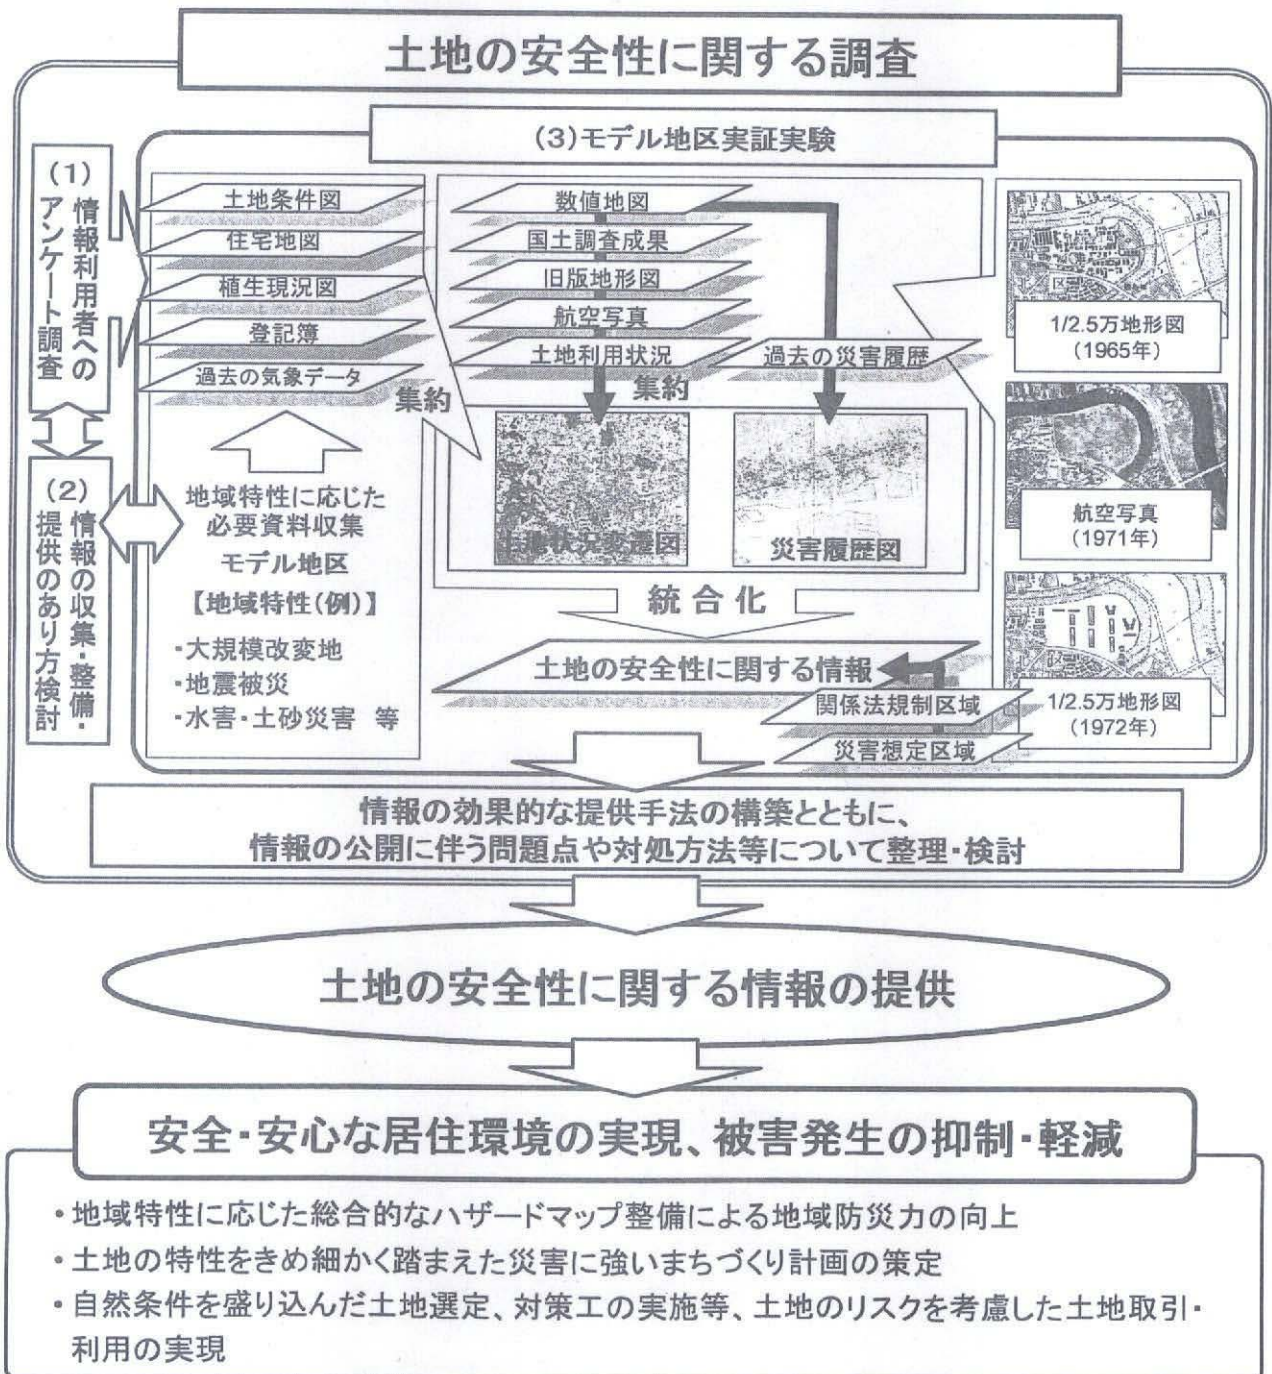 土地の安全性に関する調査
(3)モデル地区実証実験
(1)
情報利用者への
アンケート調査
(2)
情報の収集・整備・
提供のあり方検討
土地条件図
住宅地図
植生現況図
登記簿
過去の気象データ
集約
地域特性に応じた
必要資料収集
モデル地区
【地域特性(例)】
・大規模改変地
・地震被災
・水害・土砂災害 等
数値地図
国土調査成果
旧版地形図
航空写真
土地利用状況
過去の災害履歴
集約
土地状況変遷図
災害履歴図
統合化
土地の安全性に関する情報
関係法規制区域
災害想定区域
1/2.5万地形図
(1965年)
航空写真
(1971年)
1/2.5万地形図
(1972年)
情報の効果的な提供手法の構築とともに、
情報の公開に伴う問題点や対処方法等について整理・検討
土地の安全性に関する情報の提供
安全・安心な居住環境の実現、被害発生の抑制・軽減
・地域特性に応じた総合的なハザードマップ整備による地域防災力の向上
・土地の特性をきめ細かく踏まえた災害に強いまちづくり計画の策定
・自然条件を盛り込んだ土地選定、対策工の実施等、土地のリスクを考慮した土地取引・
利用の実現